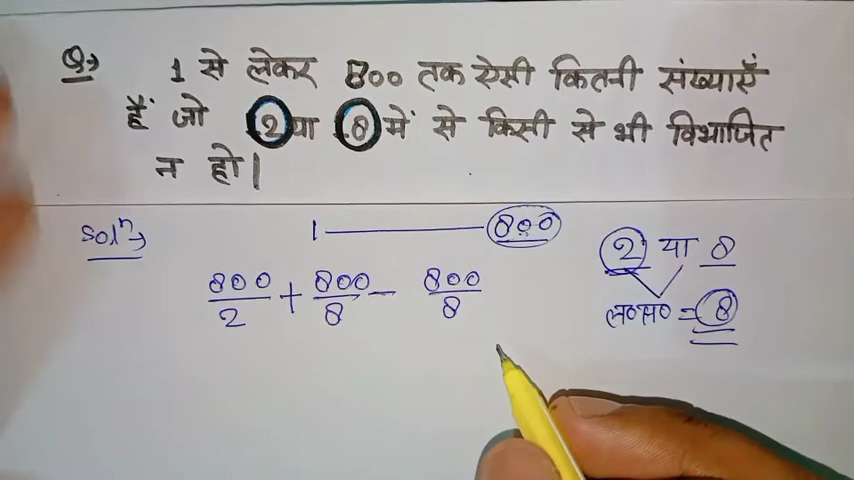 Q→ 1 से लेकर 800 तक ऐसी कितनी संख्याएँ
हैं जो 2 या 8 में से किसी से भी विभाजित
न हो।
Solⁿ→ 1 ——— 800
2 या 8
800/2 + 800/8 - 800/8
ल०स० = 8